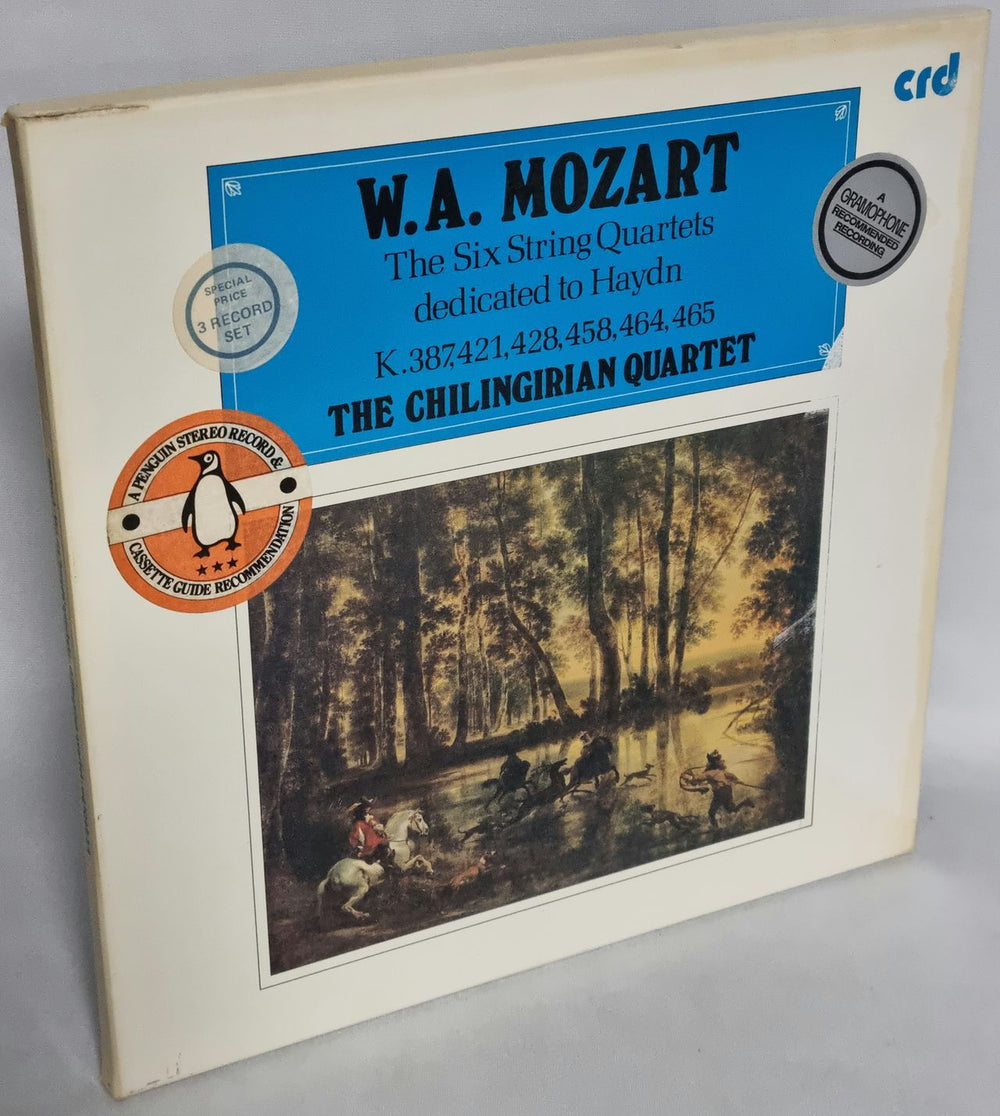 crd
W.A. MOZART
The Six String Quartets
dedicated to Haydn
K.387,421,428,458,464,465
THE CHILINGIRIAN QUARTET
A
GRAMOPHONE
RECOMMENDED
RECORDING
SPECIAL
PRICE
3 RECORD
SET
A PENGUIN STEREO RECORD &
CASSETTE GUIDE RECOMMENDATION